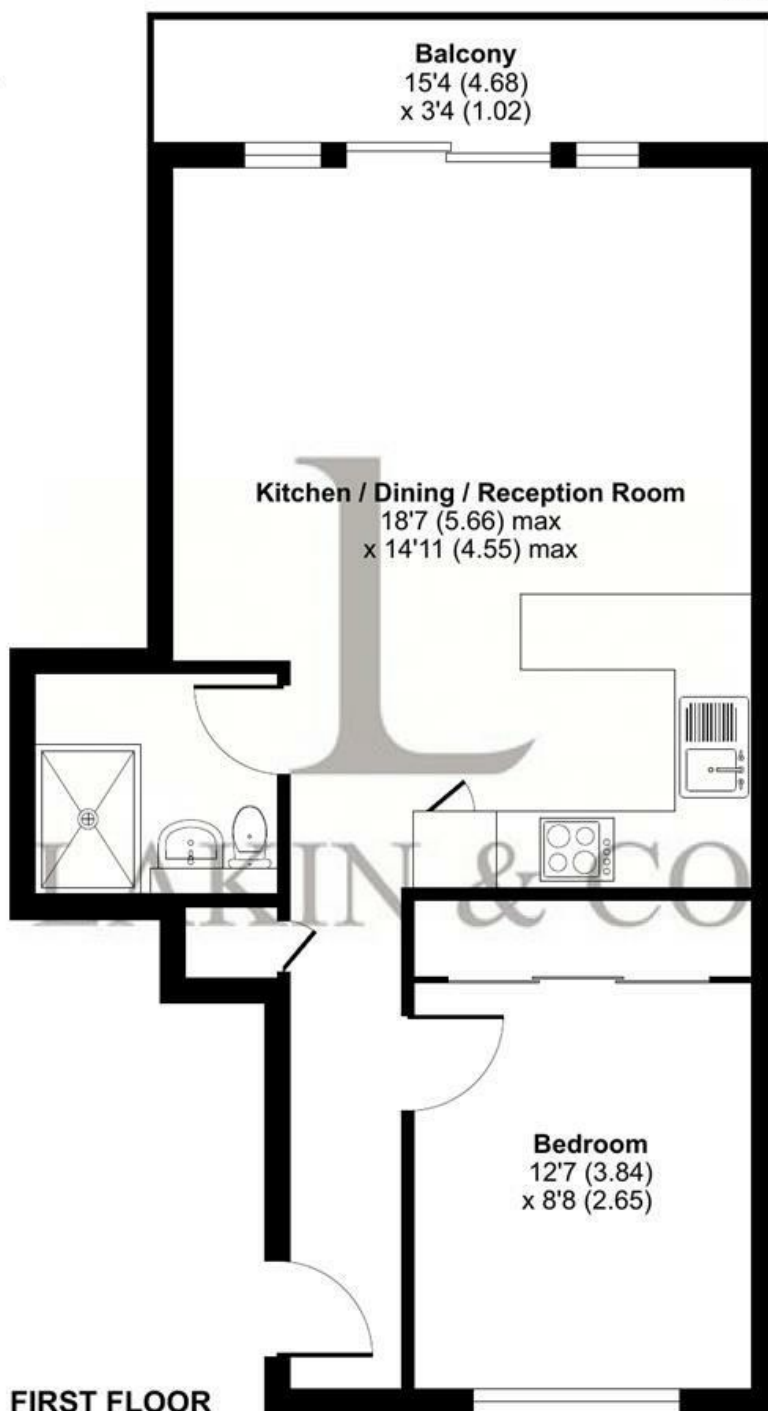 Balcony
15'4 (4.68)
x 3'4 (1.02)
Kitchen / Dining / Reception Room
18'7 (5.66) max
x 14'11 (4.55) max
L
LAKIN & CO
Bedroom
12'7 (3.84)
x 8'8 (2.65)
FIRST FLOOR